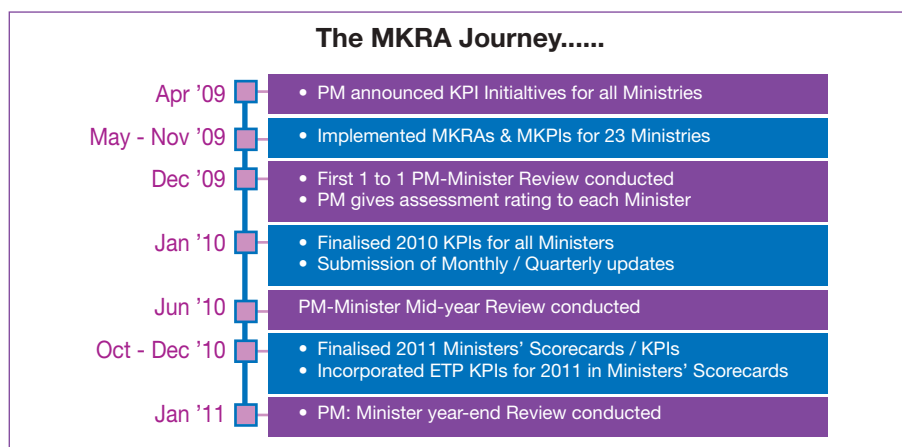 The MKRA Journey......
Apr ’09
• PM announced KPI Initialtives for all Ministries
May - Nov ’09
• Implemented MKRAs & MKPIs for 23 Ministries
Dec ’09
• First 1 to 1 PM-Minister Review conducted
• PM gives assessment rating to each Minister
Jan ’10
• Finalised 2010 KPIs for all Ministers
• Submission of Monthly / Quarterly updates
Jun ’10
PM-Minister Mid-year Review conducted
Oct - Dec ’10
• Finalised 2011 Ministers’ Scorecards / KPIs
• Incorporated ETP KPIs for 2011 in Ministers’ Scorecards
Jan ’11
• PM: Minister year-end Review conducted